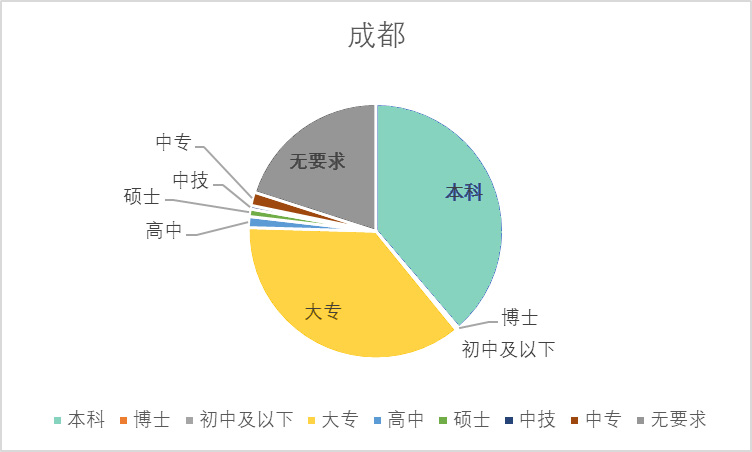 成都
中专
无要求
中技
本科
硕士
高中
大专
博士
初中及以下
本科 博士 初中及以下 大专 高中 硕士 中技 中专 无要求